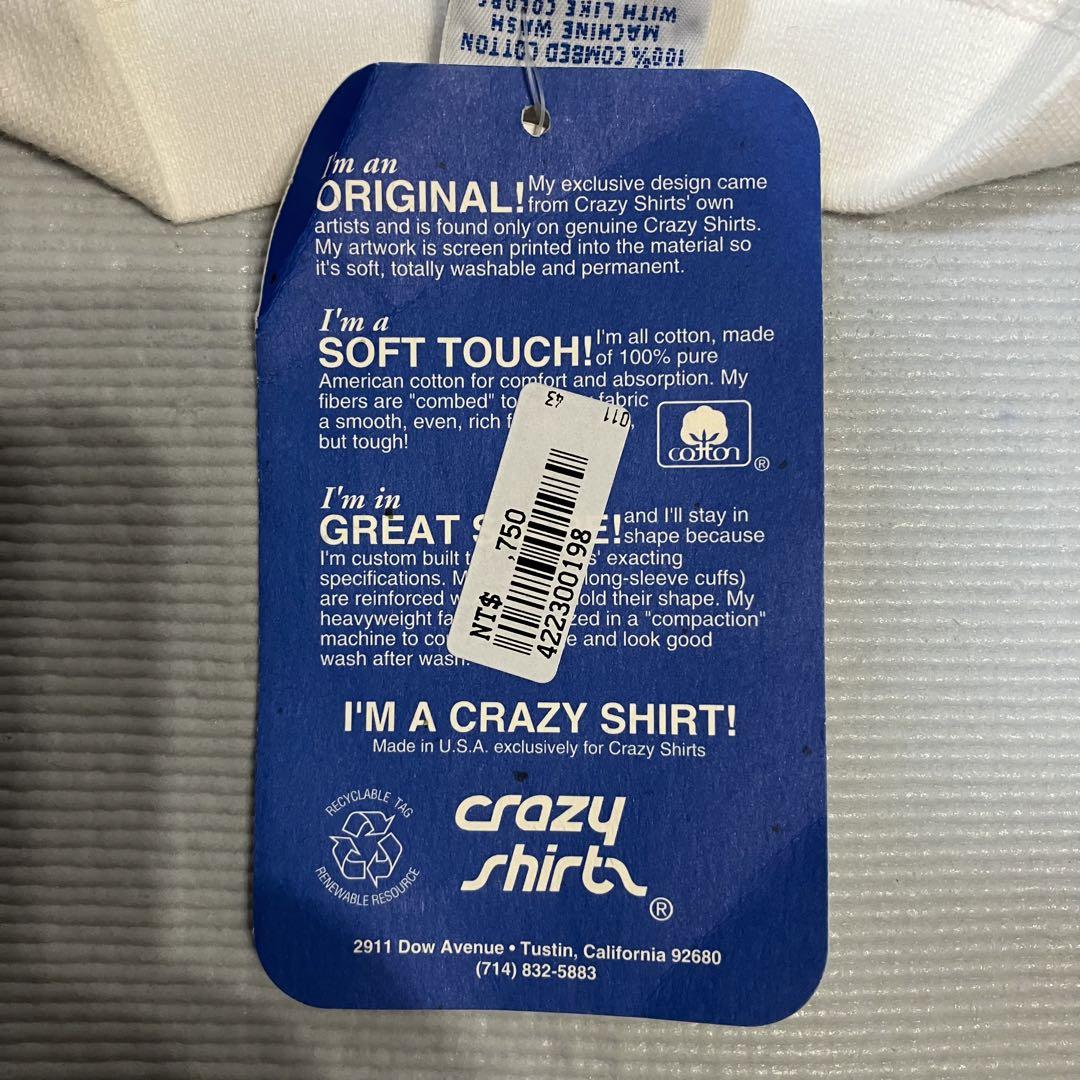 100% COMBED COTTON
MACHINE WASH
WITH LIKE COLORS
I'm an
ORIGINAL! My exclusive design came
from Crazy Shirts' own
artists and is found only on genuine Crazy Shirts.
My artwork is screen printed into the material so
it's soft, totally washable and permanent.
I'm a
SOFT TOUCH! I'm all cotton, made
of 100% pure
American cotton for comfort and absorption. My
fibers are "combed" to fabric
a smooth, even, rich
but tough!
cotton ®
I'm in
GREAT and I'll stay in
shape because
I'm custom built exacting
specifications. long-sleeve cuffs)
are reinforced their shape. My
heavyweight in a "compaction"
machine to and look good
wash after wash.
011
43
NT$ 750
422300198
I'M A CRAZY SHIRT!
Made in U.S.A. exclusively for Crazy Shirts
RECYCLABLE TAG
RENEWABLE RESOURCE
crazy
shirts ®
2911 Dow Avenue • Tustin, California 92680
(714) 832-5883